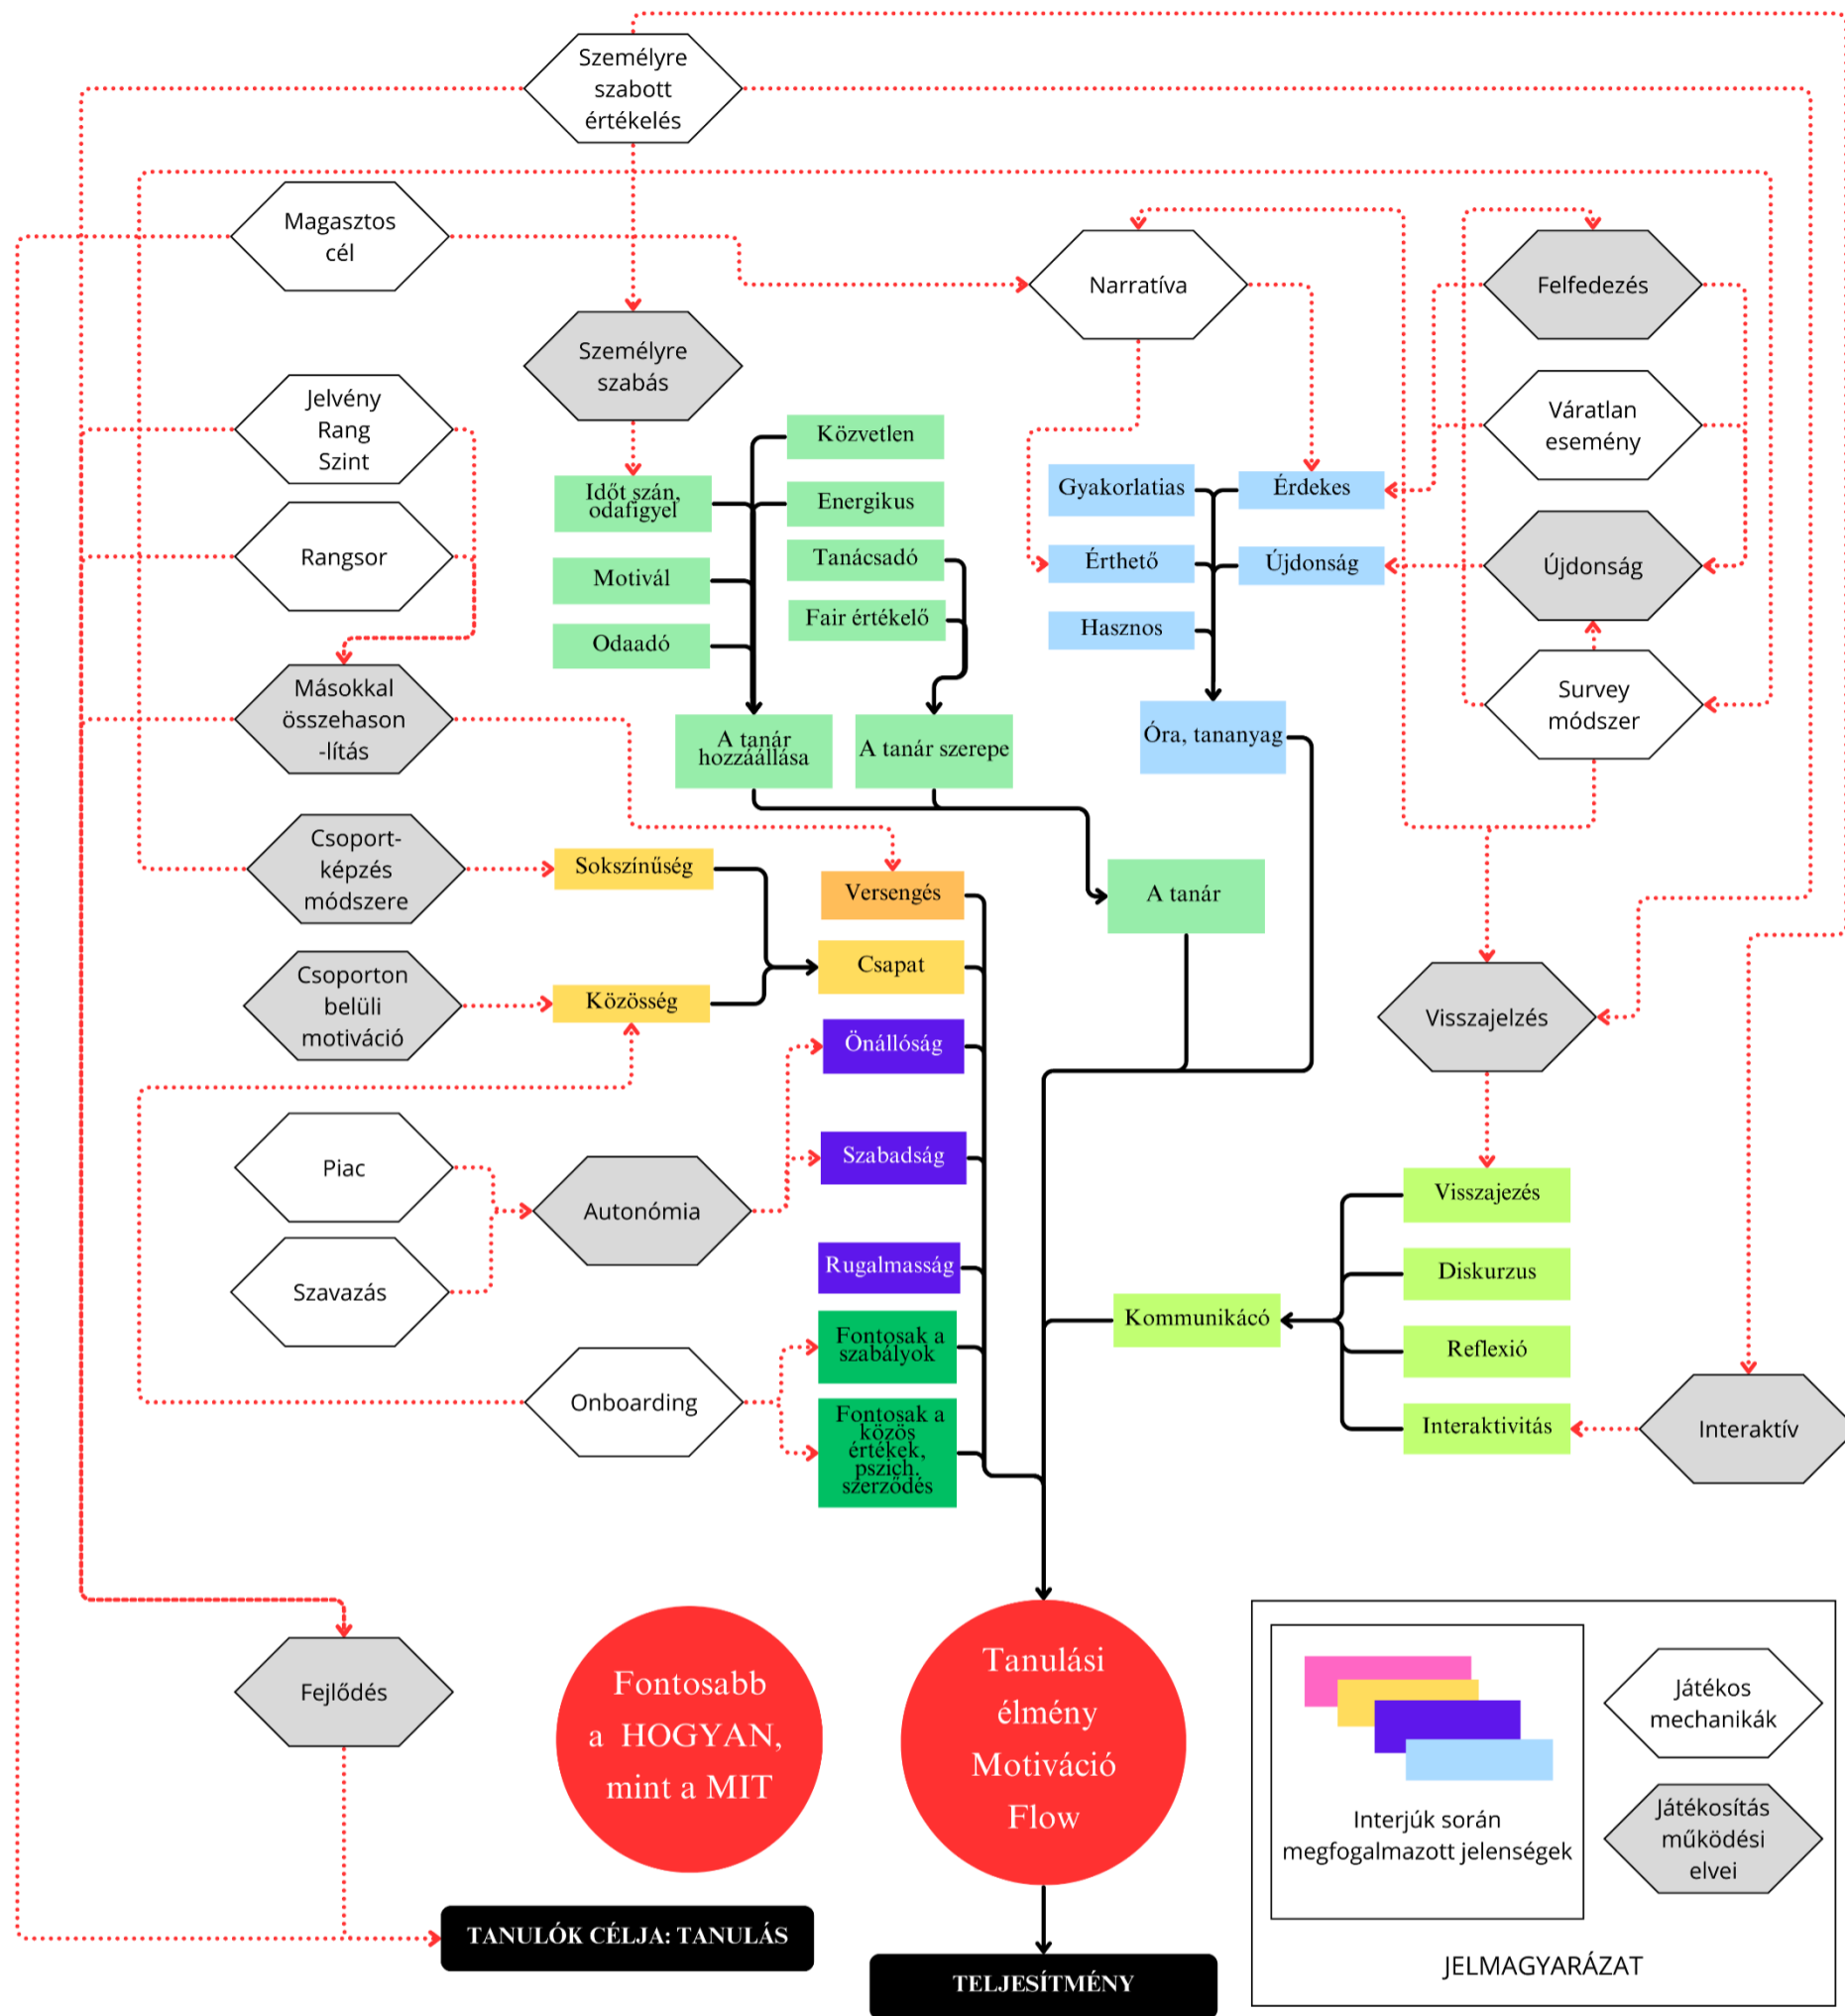 Személyre
szabott
értékelés
Magasztos
cél
Narratíva
Felfedezés
Személyre
szabás
Jelvény
Rang
Szint
Váratlan
esemény
Közvetlen
Időt szán,
odafigyel
Energikus
Gyakorlatias
Érdekes
Rangsor
Motivál
Tanácsadó
Érthető
Újdonság
Újdonság
Odaadó
Fair értékelő
Hasznos
Másokkal
összehason
-lítás
A tanár
hozzáállása
A tanár szerepe
Óra, tananyag
Survey
módszer
Csoport-
képzés
módszere
Sokszínűség
Versengés
A tanár
Csoporton
belüli
motiváció
Közösség
Csapat
Önállóság
Visszajelzés
Piac
Autonómia
Szabadság
Visszajezés
Szavazás
Rugalmasság
Diskurzus
Kommunikácó
Reflexió
Onboarding
Fontosak a
szabályok
Fontosak a
közös
értékek,
pszich.
szerződés
Interaktivitás
Interaktív
Fejlődés
Fontosabb
a HOGYAN,
mint a MIT
Tanulási
élmény
Motiváció
Flow
Játékos
mechanikák
Interjúk során
megfogalmazott jelenségek
Játékosítás
működési
elvei
TANULÓK CÉLJA: TANULÁS
TELJESÍTMÉNY
JELMAGYARÁZAT